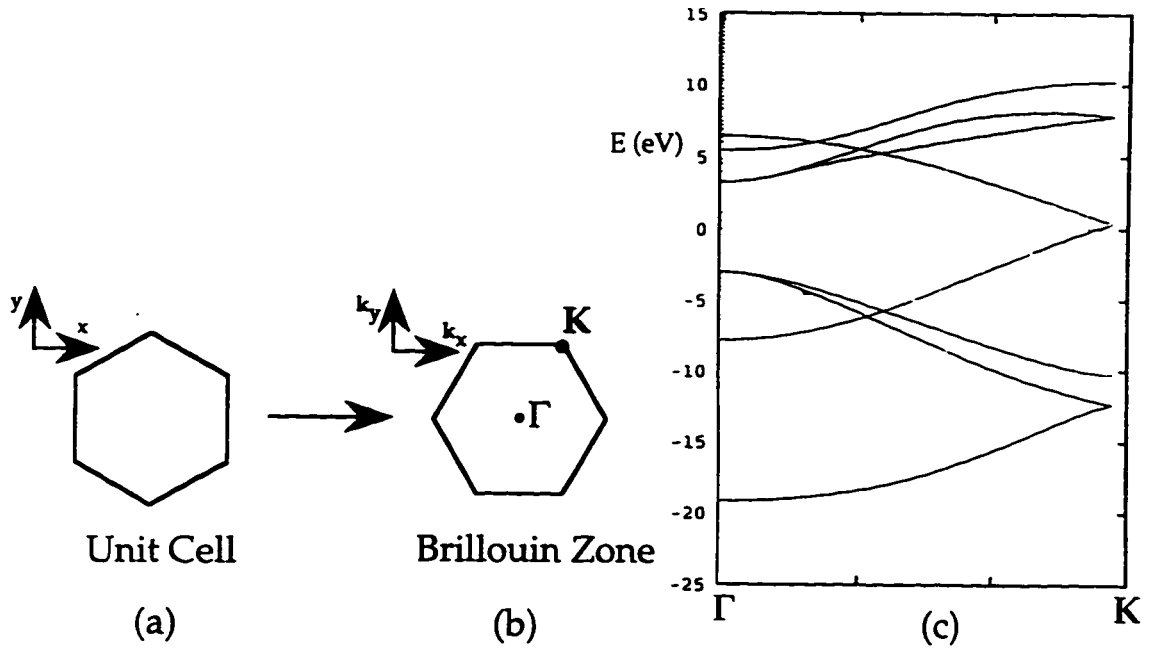 y
x
Unit Cell
(a)
k_y
k_x
K
Γ
Brillouin Zone
(b)
E (eV)
15
10
5
0
-5
-10
-15
-20
-25
Γ
K
(c)